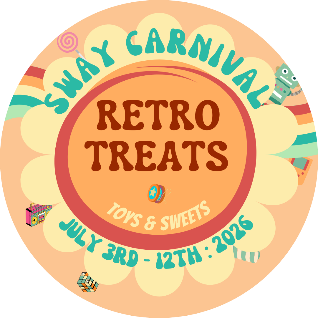 SWAY CARNIVAL
RETRO
TREATS
TOYS & SWEETS
JULY 3RD - 12TH : 2026